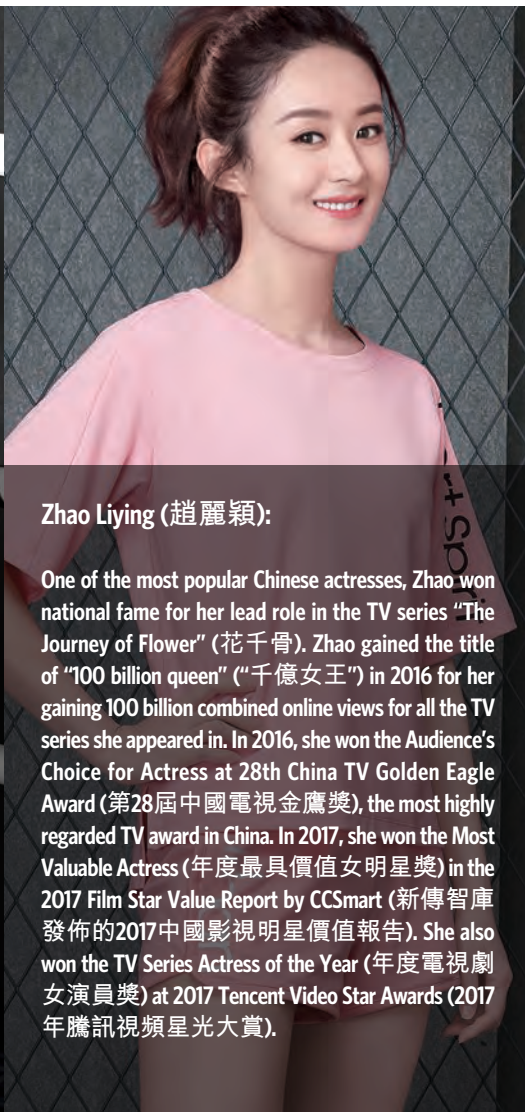 r+ Spirit
Zhao Liying (趙麗穎):
One of the most popular Chinese actresses, Zhao won
national fame for her lead role in the TV series “The
Journey of Flower” (花千骨). Zhao gained the title
of “100 billion queen” (“千億女王”) in 2016 for her
gaining 100 billion combined online views for all the TV
series she appeared in. In 2016, she won the Audience’s
Choice for Actress at 28th China TV Golden Eagle
Award (第28屆中國電視金鷹獎), the most highly
regarded TV award in China. In 2017, she won the Most
Valuable Actress (年度最具價值女明星獎) in the
2017 Film Star Value Report by CCSmart (新傳智庫
發佈的2017中國影視明星價值報告). She also
won the TV Series Actress of the Year (年度電視劇
女演員獎) at 2017 Tencent Video Star Awards (2017
年騰訊視頻星光大賞).